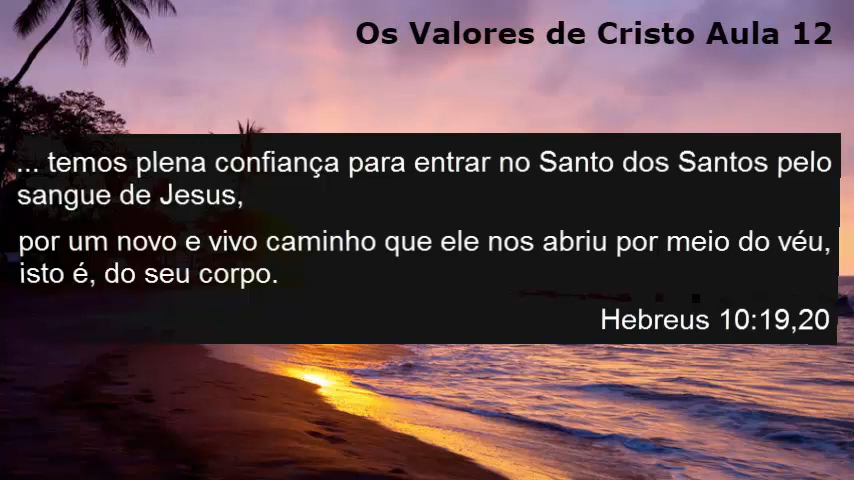 Os Valores de Cristo Aula 12
... temos plena confiança para entrar no Santo dos Santos pelo
sangue de Jesus,
por um novo e vivo caminho que ele nos abriu por meio do véu,
isto é, do seu corpo.
Hebreus 10:19,20